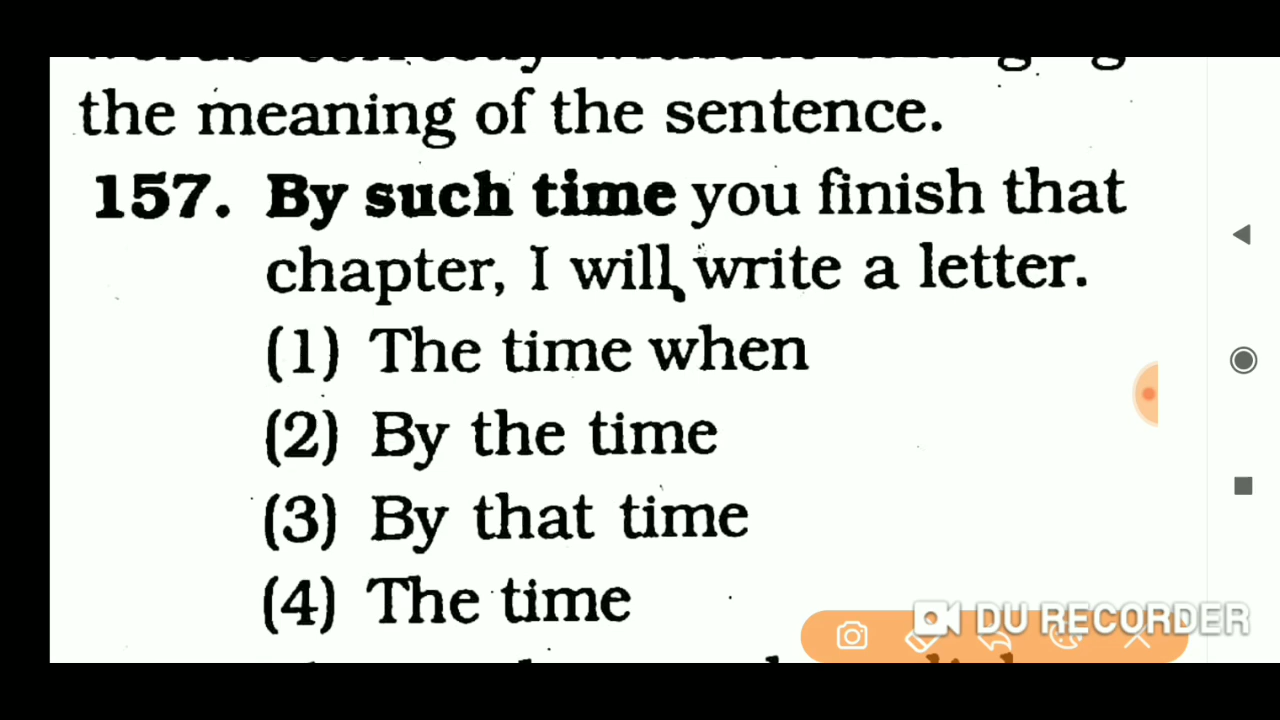 the meaning of the sentence.
157. By such time you finish that
chapter, I will write a letter.
(1) The time when
(2) By the time
(3) By that time
(4) The time
DU RECORDER